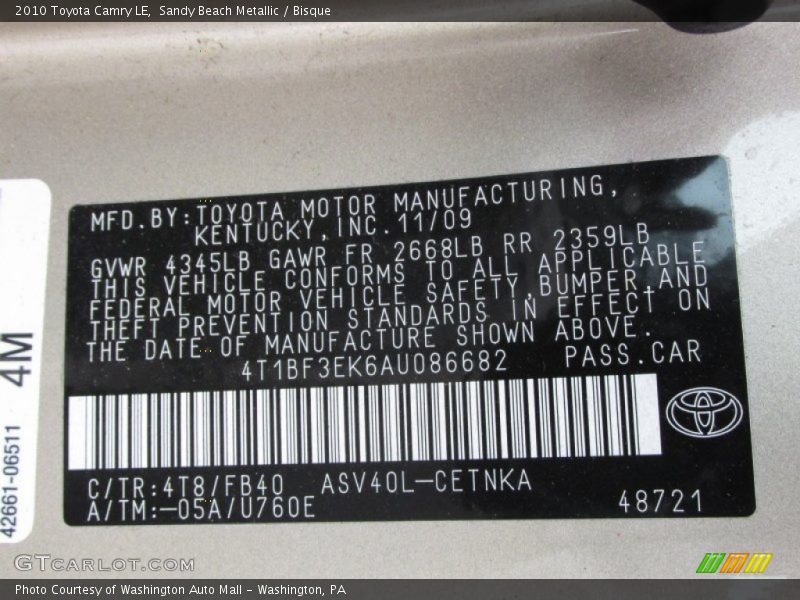 2010 Toyota Camry LE, Sandy Beach Metallic / Bisque
MFD.BY:TOYOTA MOTOR MANUFACTURING,
KENTUCKY,INC.11/09
GVWR 4345LB GAWR FR 2668LB RR 2359LB
THIS VEHICLE CONFORMS TO ALL APPLICABLE
FEDERAL MOTOR VEHICLE SAFETY,BUMPER,AND
THEFT PREVENTION STANDARDS IN EFFECT ON
THE DATE OF MANUFACTURE SHOWN ABOVE.
4T1BF3EK6AU086682 PASS.CAR
C/TR:4T8/FB40 ASV40L-CETNKA
A/TM:-05A/U760E 48721
42661-06511 4M
GTCARLOT.COM
Photo Courtesy of Washington Auto Mall - Washington, PA